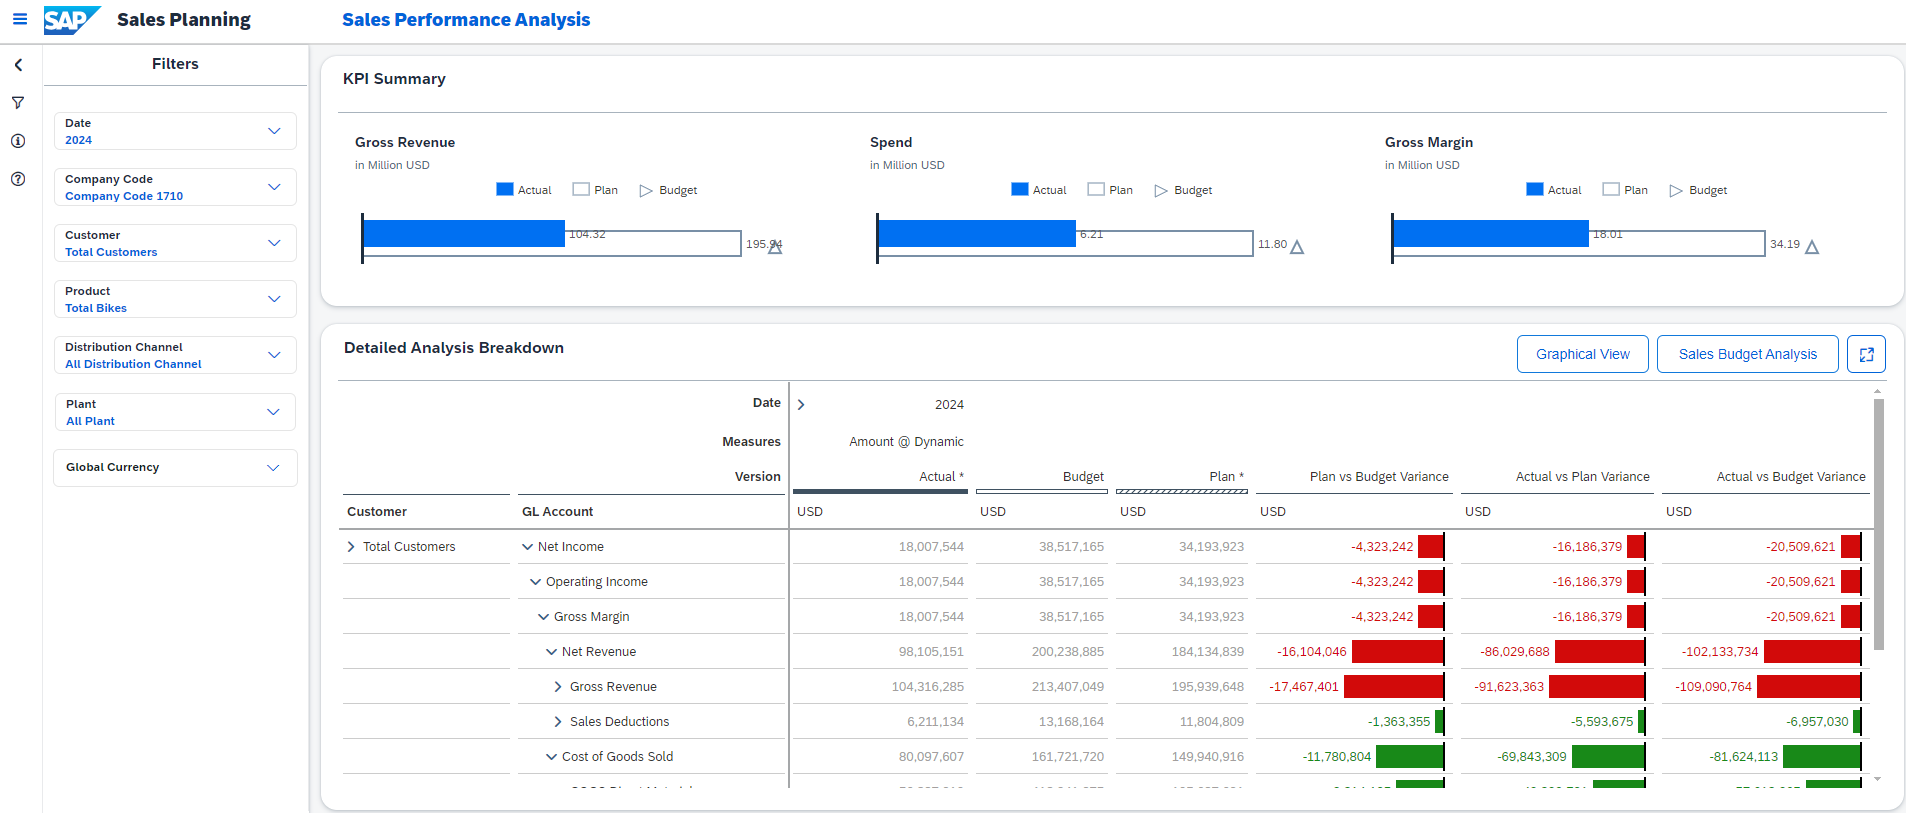 SAP Sales Planning Sales Performance Analysis
Filters
Date
2024
Company Code
Company Code 1710
Customer
Total Customers
Product
Total Bikes
Distribution Channel
All Distribution Channel
Plant
All Plant
Global Currency
KPI Summary
Gross Revenue
in Million USD
Actual Plan Budget
104.32
195.94
Spend
in Million USD
Actual Plan Budget
6.21
11.80
Gross Margin
in Million USD
Actual Plan Budget
18.01
34.19
Detailed Analysis Breakdown
Graphical View Sales Budget Analysis
Date 2024
Measures Amount @ Dynamic
Version Actual * Budget Plan * Plan vs Budget Variance Actual vs Plan Variance Actual vs Budget Variance
Customer GL Account USD USD USD USD USD USD
Total Customers Net Income 18,007,544 38,517,165 34,193,923 -4,323,242 -16,186,379 -20,509,621
Operating Income 18,007,544 38,517,165 34,193,923 -4,323,242 -16,186,379 -20,509,621
Gross Margin 18,007,544 38,517,165 34,193,923 -4,323,242 -16,186,379 -20,509,621
Net Revenue 98,105,151 200,238,885 184,134,839 -16,104,046 -86,029,688 -102,133,734
Gross Revenue 104,316,285 213,407,049 195,939,648 -17,467,401 -91,623,363 -109,090,764
Sales Deductions 6,211,134 13,168,164 11,804,809 -1,363,355 -5,593,675 -6,957,030
Cost of Goods Sold 80,097,607 161,721,720 149,940,916 -11,780,804 -69,843,309 -81,624,113